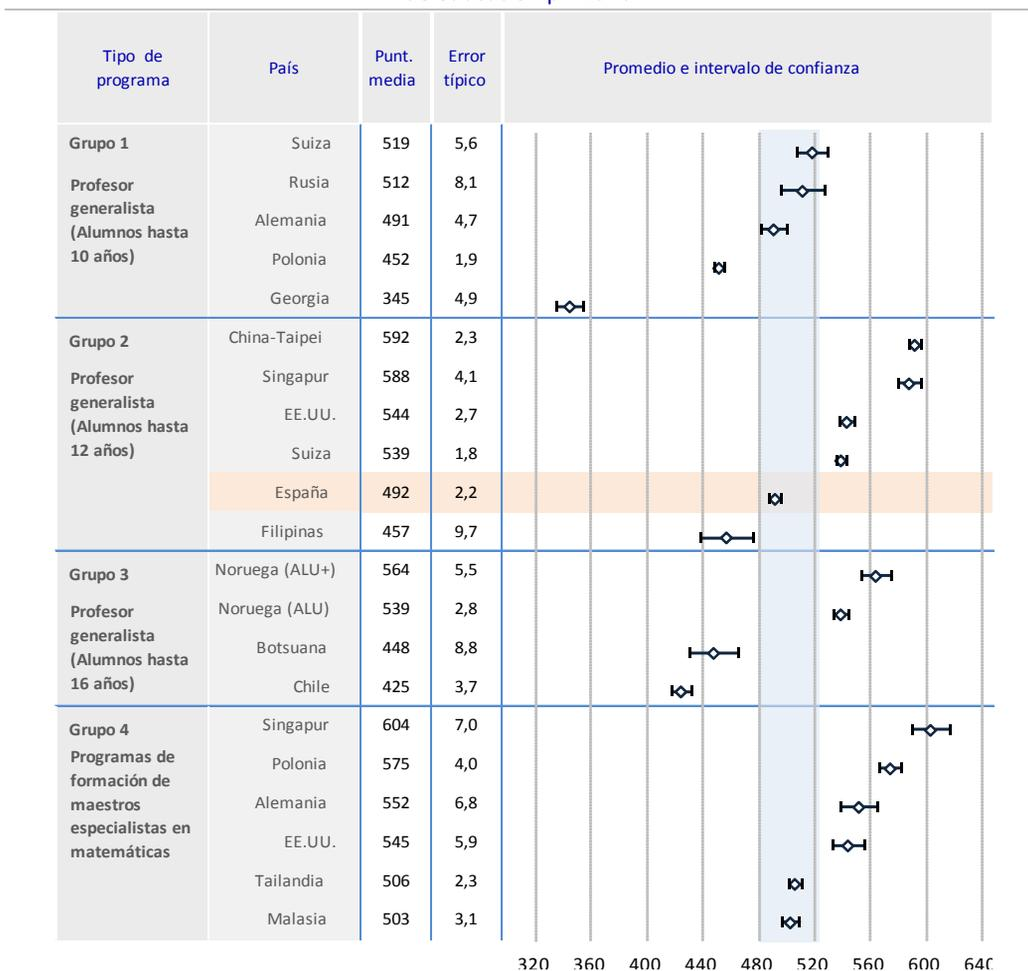 Tipo de programa País Punt. media Error típico Promedio e intervalo de confianza
Grupo 1
Profesor generalista (Alumnos hasta 10 años)
Suiza 519 5,6
Rusia 512 8,1
Alemania 491 4,7
Polonia 452 1,9
Georgia 345 4,9
Grupo 2
Profesor generalista (Alumnos hasta 12 años)
China-Taipei 592 2,3
Singapur 588 4,1
EE.UU. 544 2,7
Suiza 539 1,8
España 492 2,2
Filipinas 457 9,7
Grupo 3
Profesor generalista (Alumnos hasta 16 años)
Noruega (ALU+) 564 5,5
Noruega (ALU) 539 2,8
Botsuana 448 8,8
Chile 425 3,7
Grupo 4
Programas de formación de maestros especialistas en matemáticas
Singapur 604 7,0
Polonia 575 4,0
Alemania 552 6,8
EE.UU. 545 5,9
Tailandia 506 2,3
Malasia 503 3,1
320 360 400 440 480 520 560 600